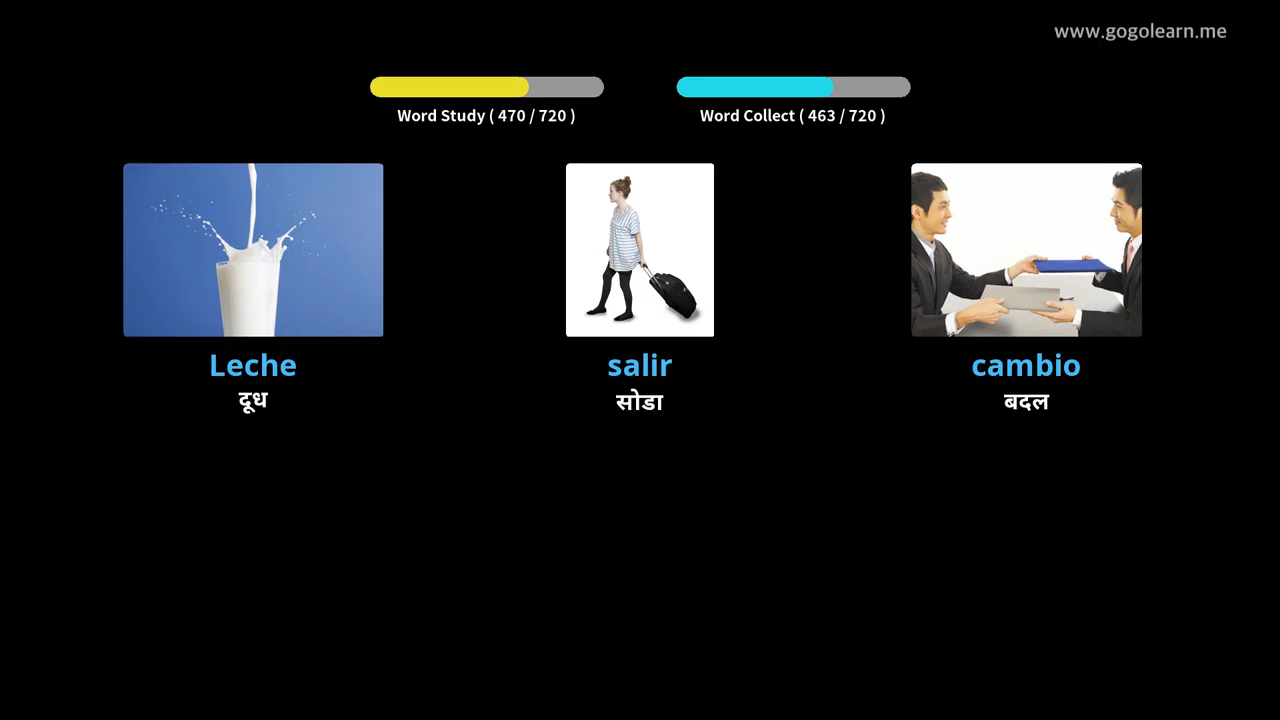 www.gogolearn.me
Word Study ( 470 / 720 )
Word Collect ( 463 / 720 )
Leche
दूध
salir
सोडा
cambio
बदल